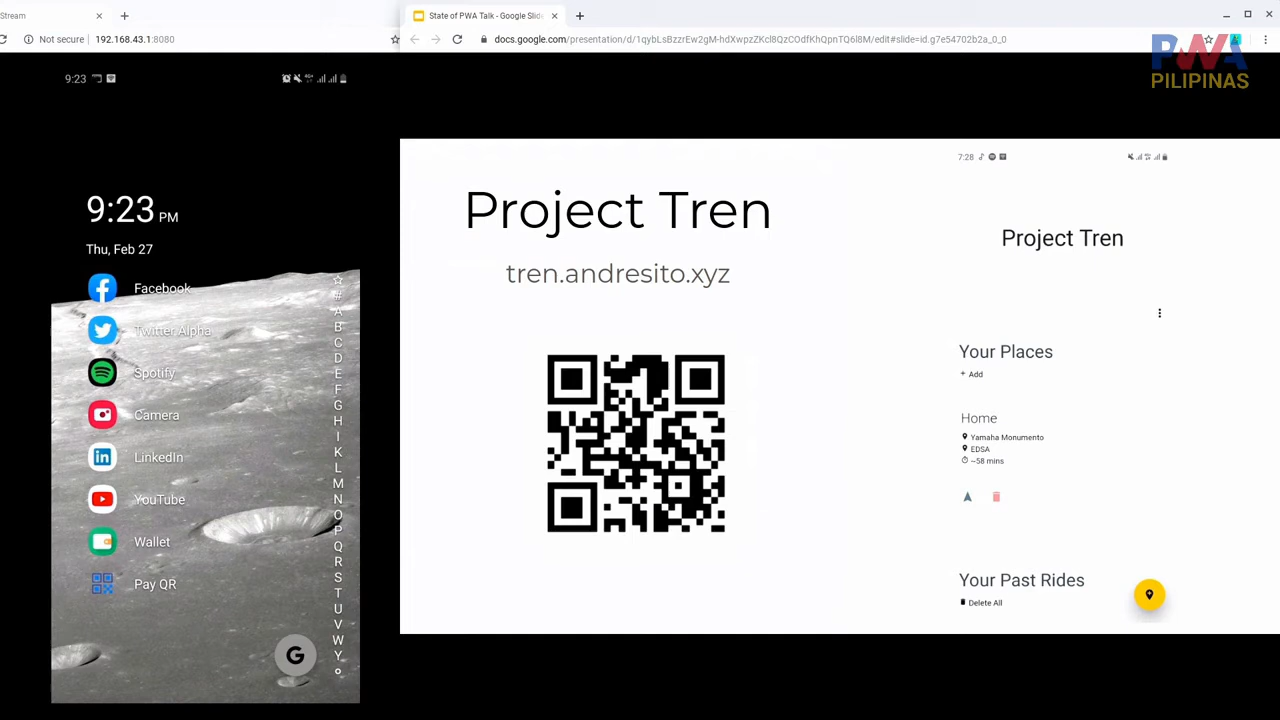 Stream
Not secure
192.168.43.1:8080
9:23
9:23 PM
Thu, Feb 27
Facebook
Twitter Alpha
Spotify
Camera
LinkedIn
YouTube
Wallet
Pay QR
G
☆
#
A
B
C
D
E
F
G
H
I
K
L
M
N
O
P
Q
R
S
T
U
V
W
Y
State of PWA Talk - Google Slide
docs.google.com/presentation/d/1qybLsBzzrEw2gM-hdXwpzZKcl8QzCOdfKhQpnTQ6l8M/edit#slide=id.g7e54702b2a_0_0
PWA
PILIPINAS
Project Tren
tren.andresito.xyz
7:28
Project Tren
Your Places
+ Add
Home
Yamaha Monumento
EDSA
~58 mins
Your Past Rides
Delete All